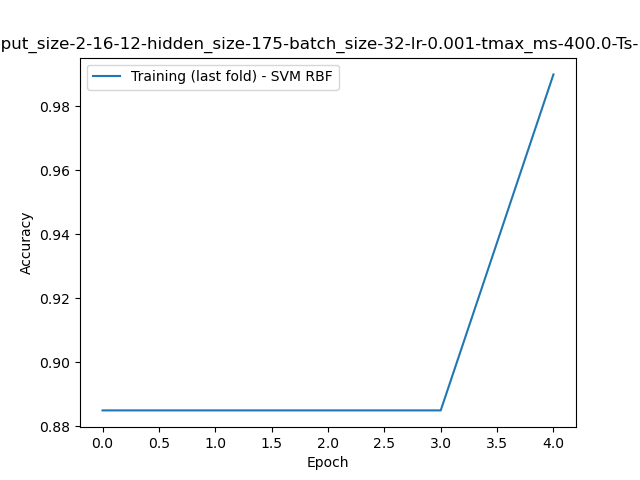 put_size-2-16-12-hidden_size-175-batch_size-32-lr-0.001-tmax_ms-400.0-Ts-
Training (last fold) - SVM RBF
Accuracy
0.98
0.96
0.94
0.92
0.90
0.88
0.0 0.5 1.0 1.5 2.0 2.5 3.0 3.5 4.0
Epoch